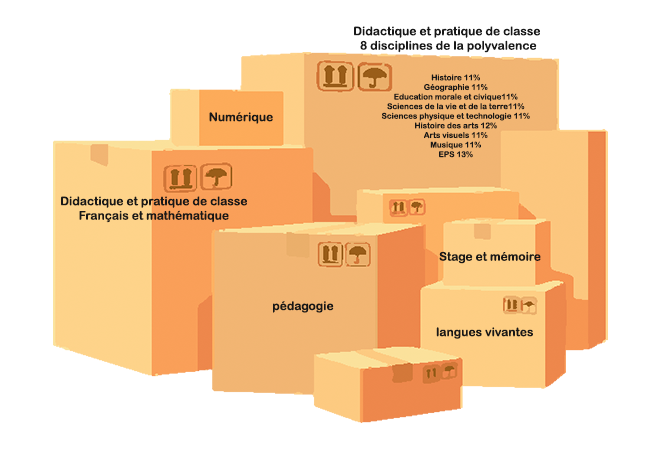 Didactique et pratique de classe
8 disciplines de la polyvalence
Histoire 11%
Géographie 11%
Education morale et civique11%
Sciences de la vie et de la terre11%
Sciences physique et technologie 11%
Histoire des arts 12%
Arts visuels 11%
Musique 11%
EPS 13%
Numérique
Didactique et pratique de classe
Français et mathématique
Stage et mémoire
pédagogie
langues vivantes